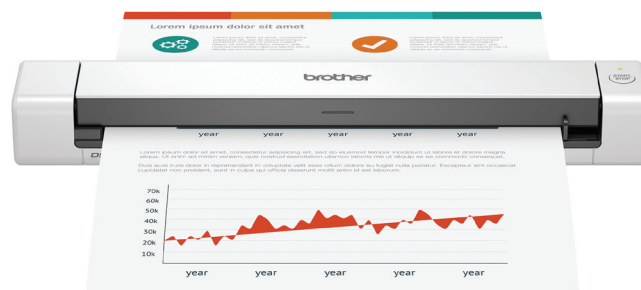 Lorem ipsum dolor sit amet
brother
START
STOP
year year year year year
DS
Lorem ipsum dolor sit amet, consectetur adipiscing elit, sed do eiusmod tempor incididunt ut labore et dolore magna
aliqua. Ut enim ad minim veniam, quis nostrud exercitation ullamco laboris nisi ut aliquip ex ea commodo consequat.
Duis aute irure dolor in reprehenderit in voluptate velit esse cillum dolore eu fugiat nulla pariatur. Excepteur sint occaecat
cupidatat non proident, sunt in culpa qui officia deserunt mollit anim id est laborum.
70k
60k
50k
40k
30k
20k
10k
year year year year year